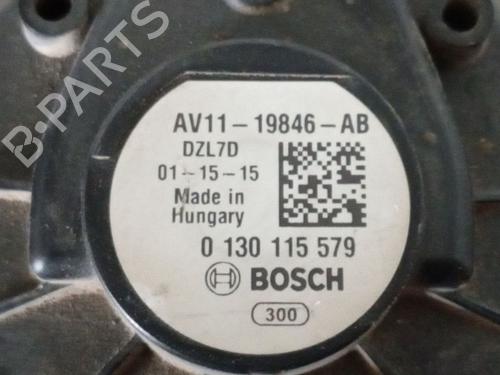 B-PARTS
AV11-19846-AB
DZL7D
01-15-15
Made in
Hungary
0 130 115 579
BOSCH
300